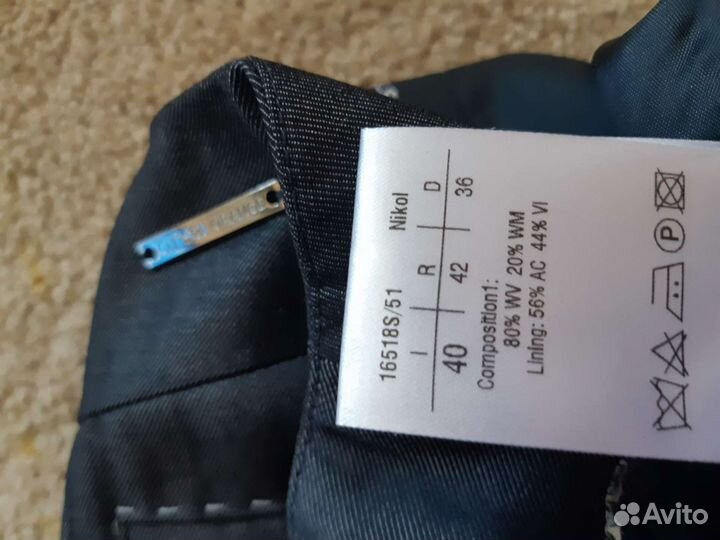 16518S/51 Nikol
I R D
40 42 36
Composition1:
80% WV 20% WM
Lining: 56% AC 44% VI
P
Avito